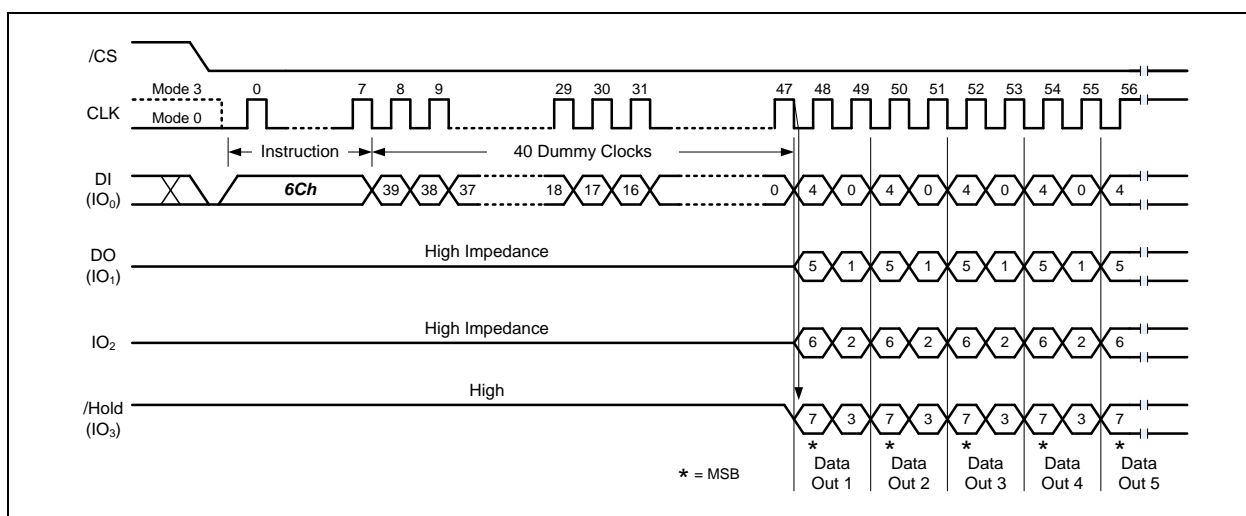 /CS
Mode 3
Mode 0
CLK
0 7 8 9 29 30 31 47 48 49 50 51 52 53 54 55 56
Instruction
40 Dummy Clocks
DI
(IO0)
6Ch 39 38 37 18 17 16 0 4 0 4 0 4 0 4 0 4
DO
(IO1)
High Impedance
5 1 5 1 5 1 5 1 5
IO2
High Impedance
6 2 6 2 6 2 6 2 6
/Hold
(IO3)
High
7 3 7 3 7 3 7 3 7
* * * * *
* = MSB
Data
Out 1
Data
Out 2
Data
Out 3
Data
Out 4
Data
Out 5